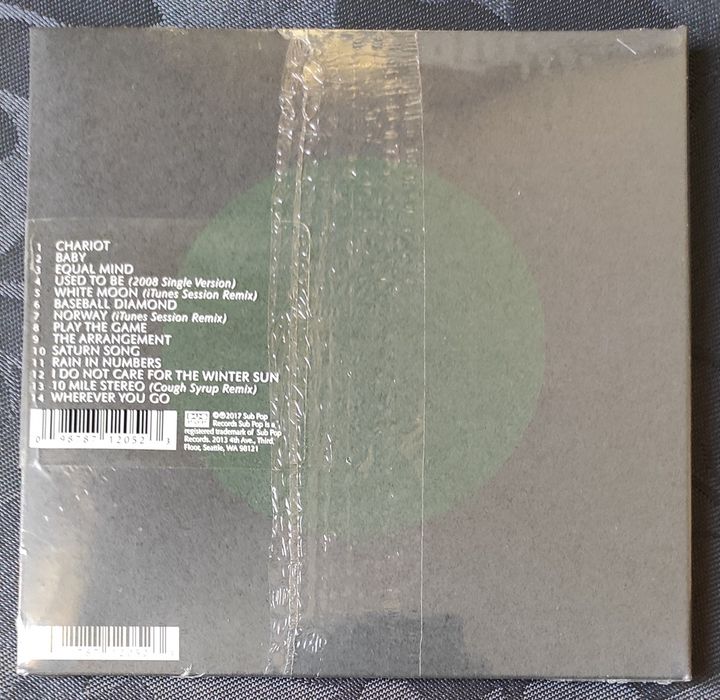 1 CHARIOT
2 BABY
3 EQUAL MIND
4 USED TO BE (2008 Single Version)
5 WHITE MOON (iTunes Session Remix)
6 BASEBALL DIAMOND
7 NORWAY (iTunes Session Remix)
8 PLAY THE GAME
9 THE ARRANGEMENT
10 SATURN SONG
11 RAIN IN NUMBERS
12 I DO NOT CARE FOR THE WINTER SUN
13 10 MILE STEREO (Cough Syrup Remix)
14 WHEREVER YOU GO
0 98787 12052 3
©℗2017 Sub Pop
Records Sub Pop is a
registered trademark of Sub Pop
Records. 2013 4th Ave., Third
Floor, Seattle, WA 98121